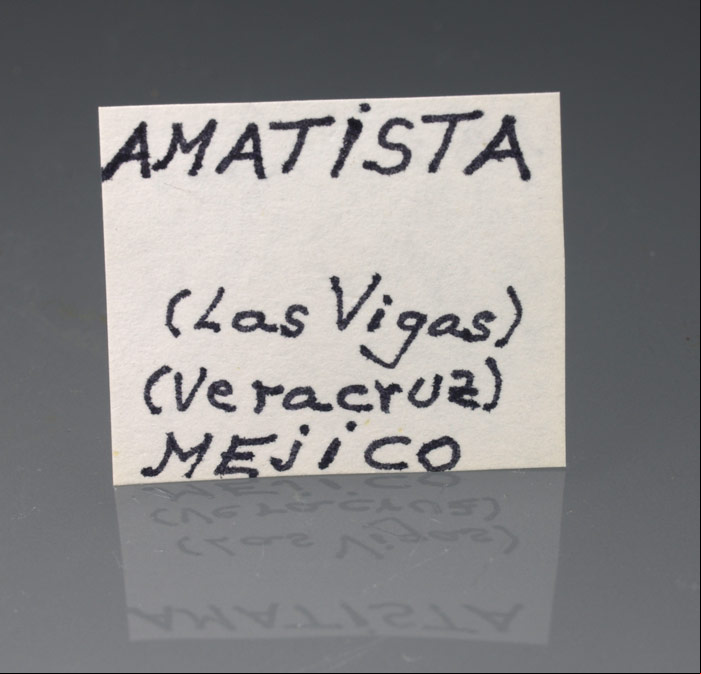 AMATiSTA
(Las Vigas)
(Veracruz)
MEjiCO